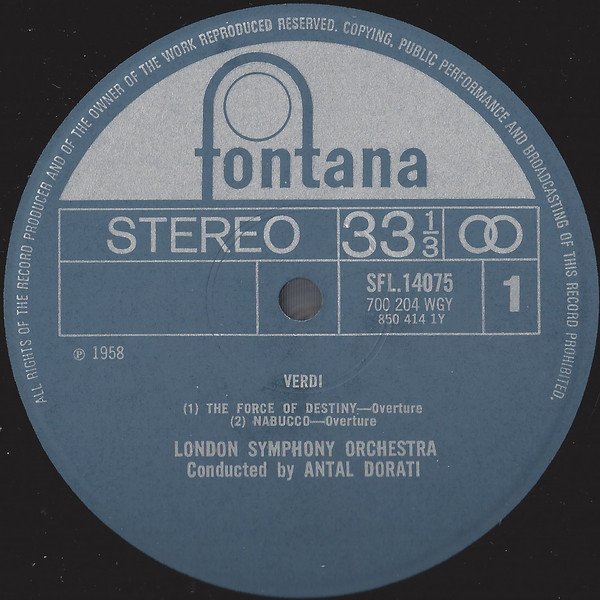 ALL RIGHTS OF THE RECORD PRODUCER AND OF THE OWNER OF THE WORK REPRODUCED RESERVED. COPYING, PUBLIC PERFORMANCE AND BROADCASTING OF THIS RECORD PROHIBITED.
fontana
STEREO 33 1/3
SFL.14075
700 204 WGY
850 414 1Y
1
℗ 1958
VERDI
(1) THE FORCE OF DESTINY—Overture
(2) NABUCCO—Overture
LONDON SYMPHONY ORCHESTRA
Conducted by ANTAL DORATI